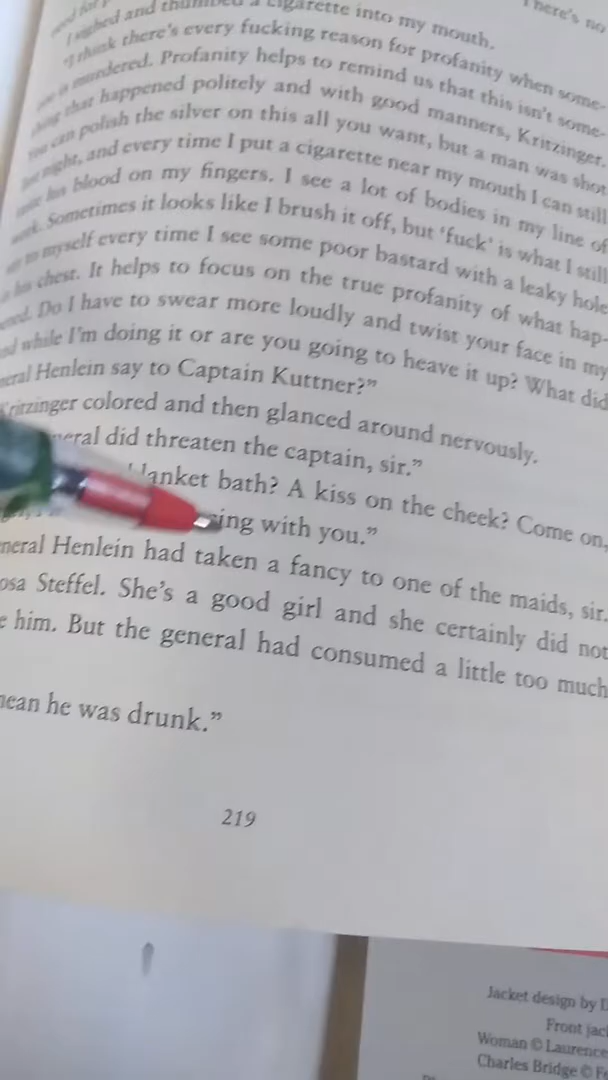 There's no
I sighed and thumbed a cigarette into my mouth.
"I think there's every fucking reason for profanity when some-
one is murdered. Profanity helps to remind us that this isn't some-
thing that happened politely and with good manners, Kritzinger.
You can polish the silver on this all you want, but a man was shot
last night, and every time I put a cigarette near my mouth I can still
his blood on my fingers. I see a lot of bodies in my line of
work. Sometimes it looks like I brush it off, but 'fuck' is what I still
say to myself every time I see some poor bastard with a leaky hole
in his chest. It helps to focus on the true profanity of what hap-
ened. Do I have to swear more loudly and twist your face in my
nd while I'm doing it or are you going to heave it up? What did
neral Henlein say to Captain Kuttner?"
Kritzinger colored and then glanced around nervously.
neral did threaten the captain, sir."
blanket bath? A kiss on the cheek? Come on,
ing with you."
neral Henlein had taken a fancy to one of the maids, sir.
osa Steffel. She's a good girl and she certainly did not
e him. But the general had consumed a little too much
mean he was drunk."
219
Jacket design by D
Front jac
Woman © Laurence
Charles Bridge © F